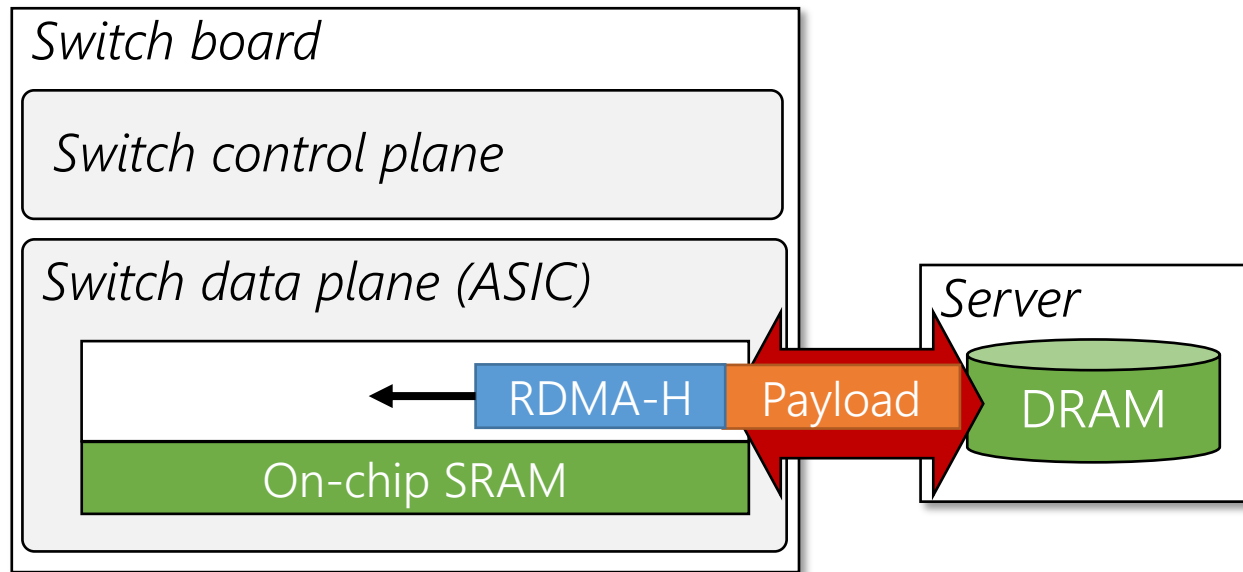 Switch board
Switch control plane
Switch data plane (ASIC)
Server
RDMA-H
Payload
DRAM
On-chip SRAM